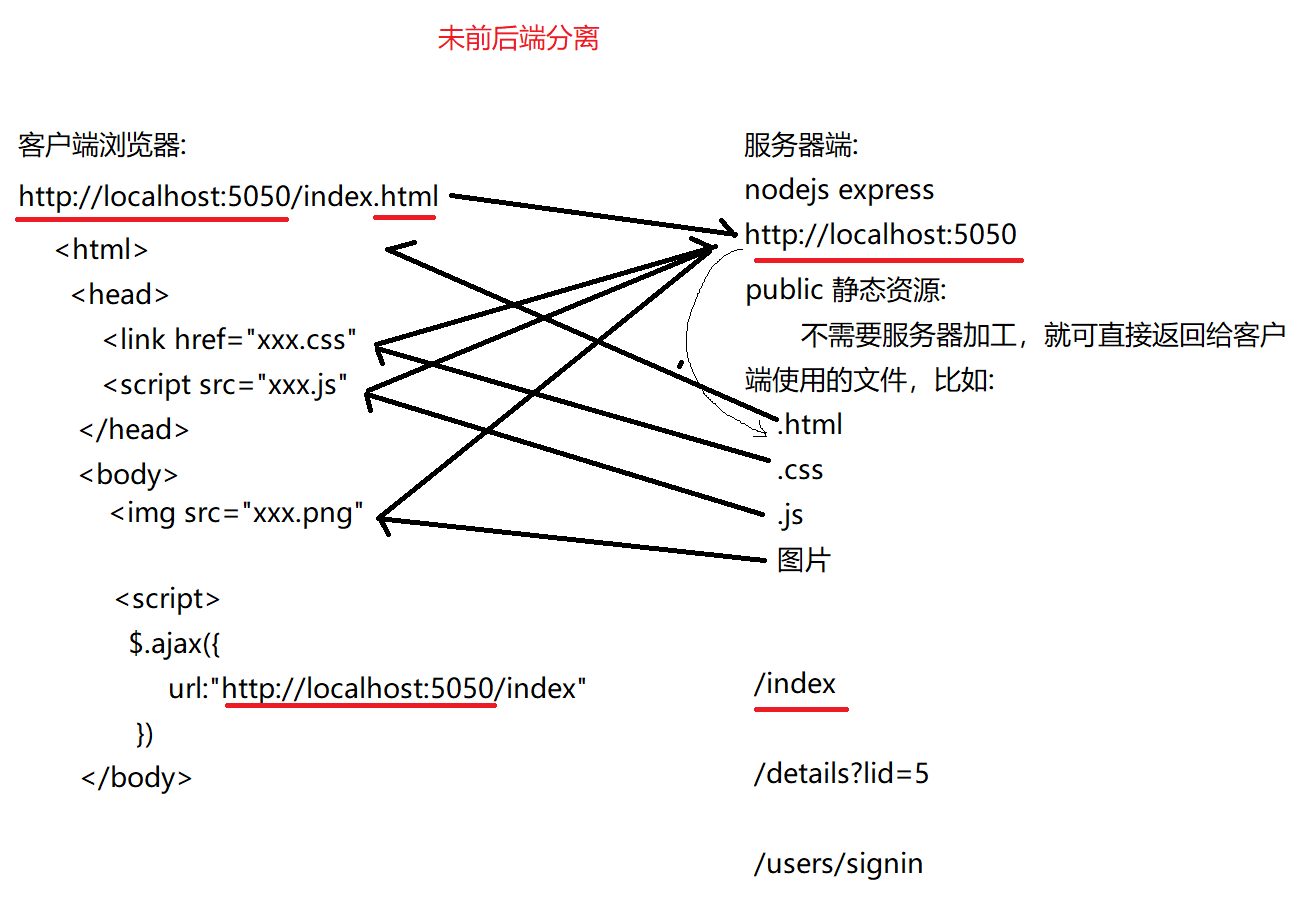 未前后端分离
客户端浏览器:
http://localhost:5050/index.html
<html>
<head>
<link href="xxx.css"
<script src="xxx.js"
</head>
<body>
<img src="xxx.png"
<script>
$.ajax({
url:"http://localhost:5050/index"
})
</body>
服务器端:
nodejs express
http://localhost:5050
public 静态资源:
不需要服务器加工，就可直接返回给客户
端使用的文件，比如:
.html
.css
.js
图片
/index
/details?lid=5
/users/signin